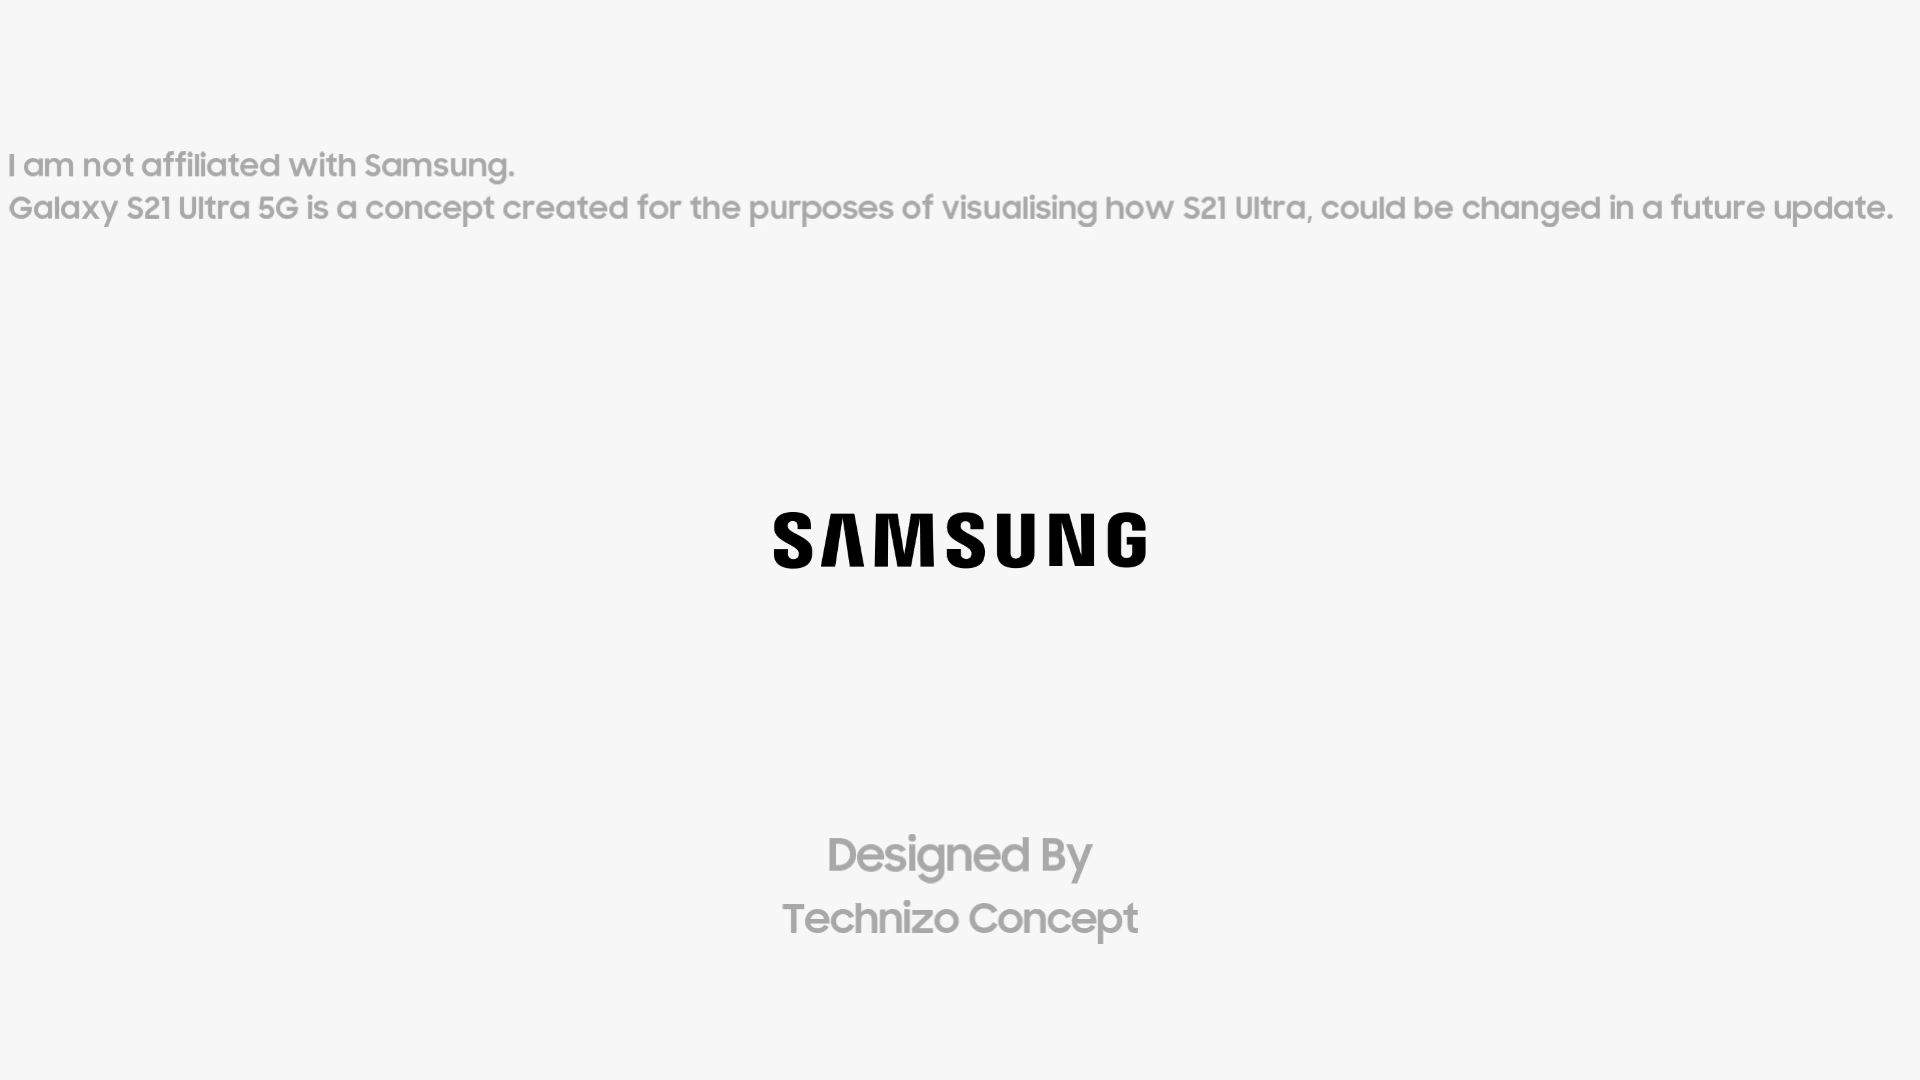 I am not affiliated with Samsung.
Galaxy S21 Ultra 5G is a concept created for the purposes of visualising how S21 Ultra, could be changed in a future update.
SAMSUNG
Designed By
Technizo Concept